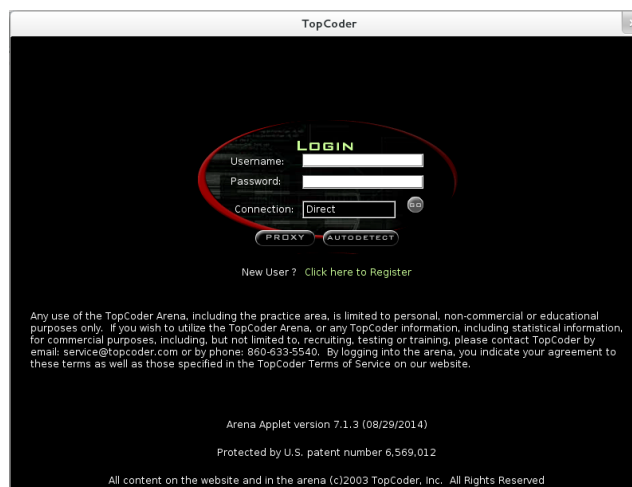 TopCoder
LOGIN
Username:
Password:
Connection: Direct
GO
PROXY AUTODETECT
New User ? Click here to Register
Any use of the TopCoder Arena, including the practice area, is limited to personal, non-commercial or educational
purposes only. If you wish to utilize the TopCoder Arena, or any TopCoder information, including statistical information,
for commercial purposes, including, but not limited to, recruiting, testing or training, please contact TopCoder by
email: service@topcoder.com or by phone: 860-633-5540. By logging into the arena, you indicate your agreement to
these terms as well as those specified in the TopCoder Terms of Service on our website.
Arena Applet version 7.1.3 (08/29/2014)
Protected by U.S. patent number 6,569,012
All content on the website and in the arena (c)2003 TopCoder, Inc. All Rights Reserved